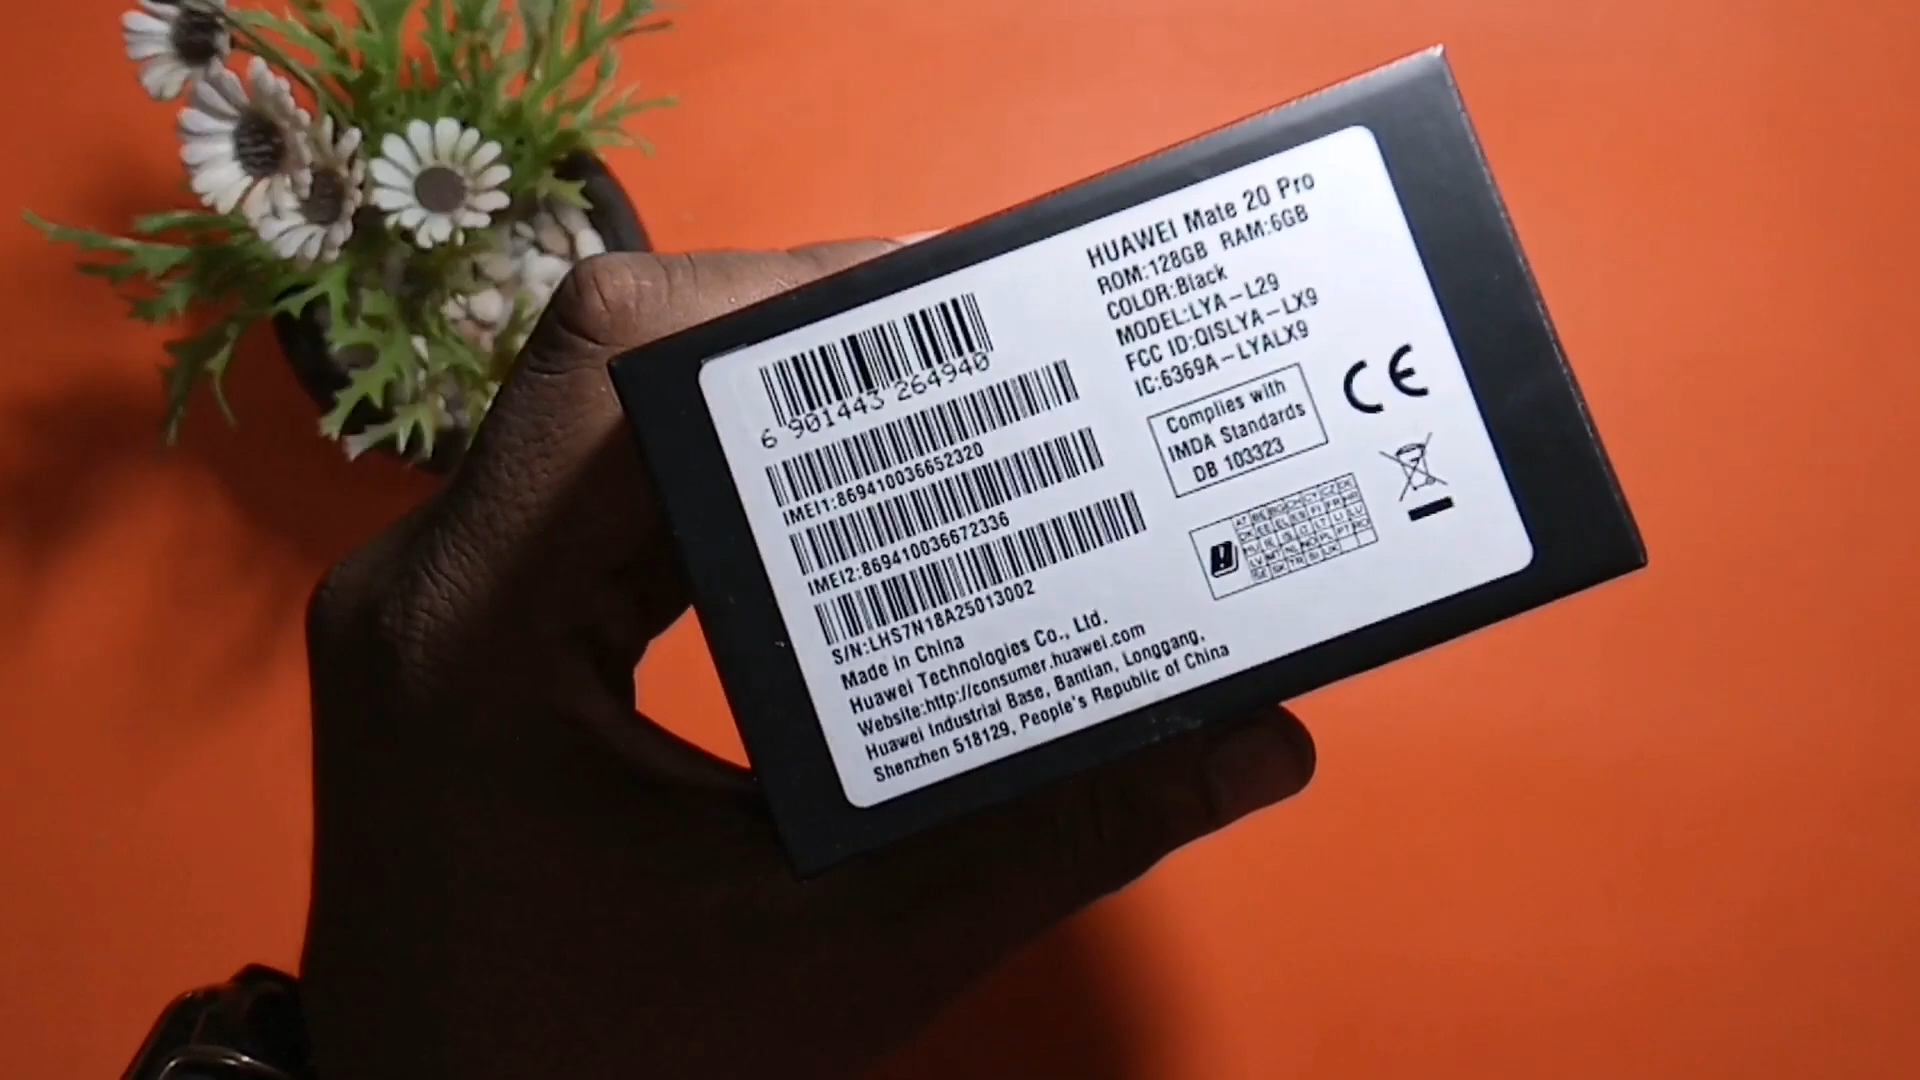 HUAWEI Mate 20 Pro
ROM:128GB RAM:6GB
COLOR:Black
MODEL:LYA-L29
FCC ID:QISLYA-LX9
IC:6369A-LYALX9
Complies with
IMDA Standards
DB 103323
CE
6 901443 264940
IMEI1:869410036652320
IMEI2:869410036672336
S/N:LHS7N18A25013002
Made in China
Huawei Technologies Co., Ltd.
Website:http://consumer.huawei.com
Huawei Industrial Base, Bantian, Longgang,
Shenzhen 518129, People's Republic of China